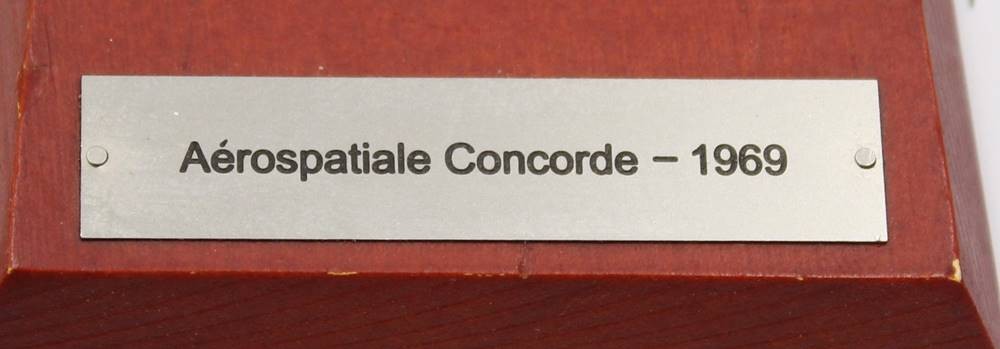 Aérospatiale Concorde – 1969